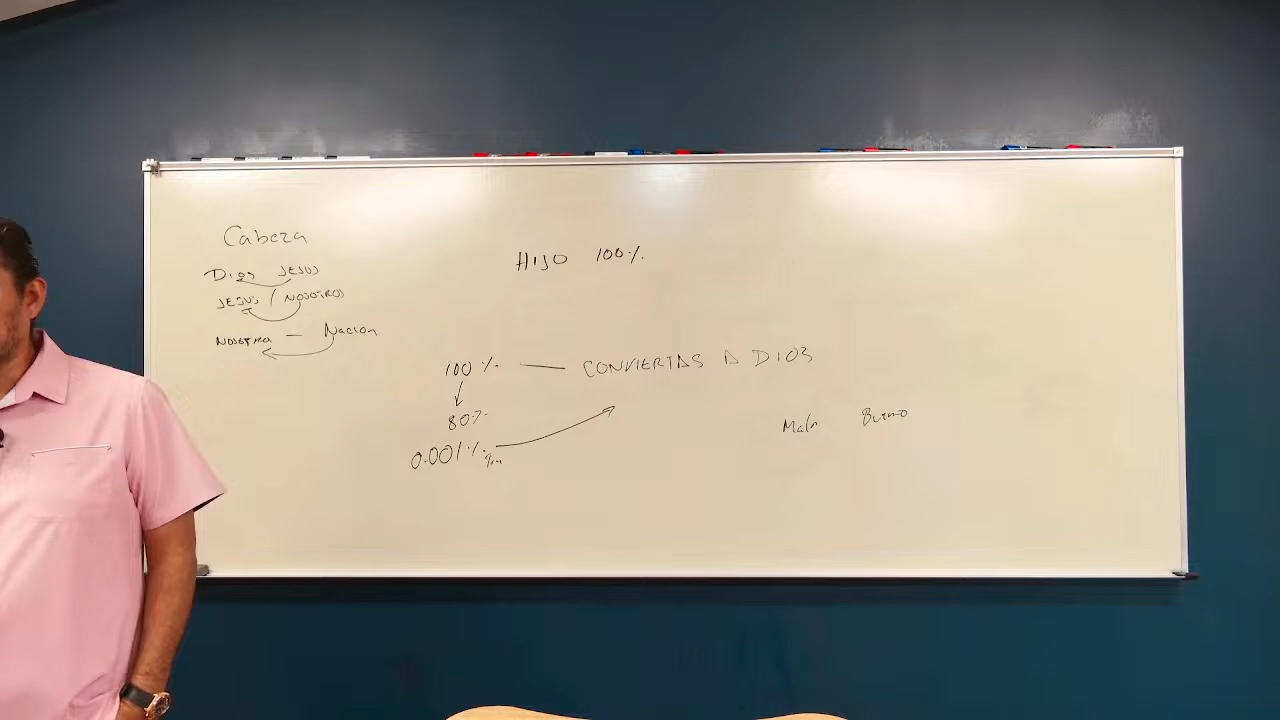 Cabeza
Dios JESUS
JESUS / NOSOTROS
NOSOTROS — Nacion
HIJO 100%
100% — CONVIERTAS A DIOS
80%
0.001%
Malo Bueno